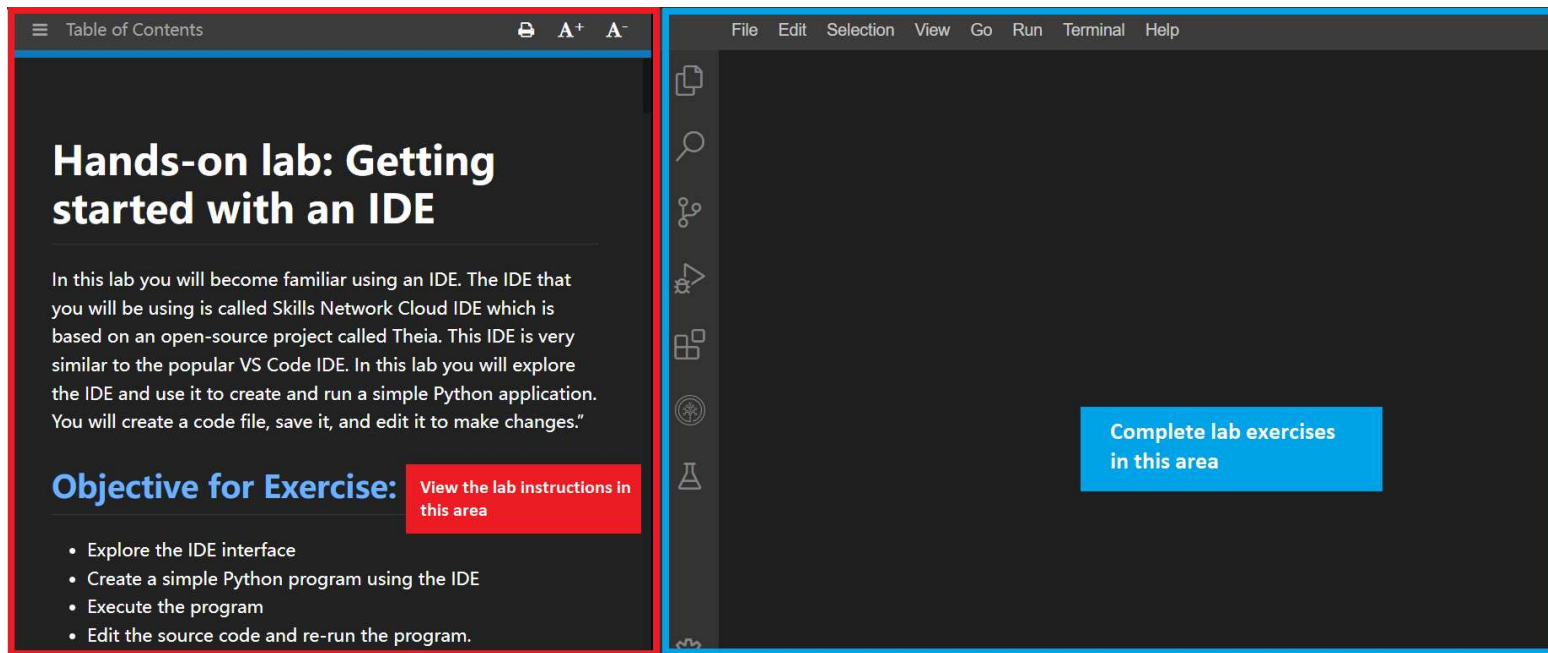 Table of Contents
A+ A-
Hands-on lab: Getting
started with an IDE
In this lab you will become familiar using an IDE. The IDE that
you will be using is called Skills Network Cloud IDE which is
based on an open-source project called Theia. This IDE is very
similar to the popular VS Code IDE. In this lab you will explore
the IDE and use it to create and run a simple Python application.
You will create a code file, save it, and edit it to make changes.”
Objective for Exercise:
View the lab instructions in
this area
• Explore the IDE interface
• Create a simple Python program using the IDE
• Execute the program
• Edit the source code and re-run the program.
File Edit Selection View Go Run Terminal Help
Complete lab exercises
in this area